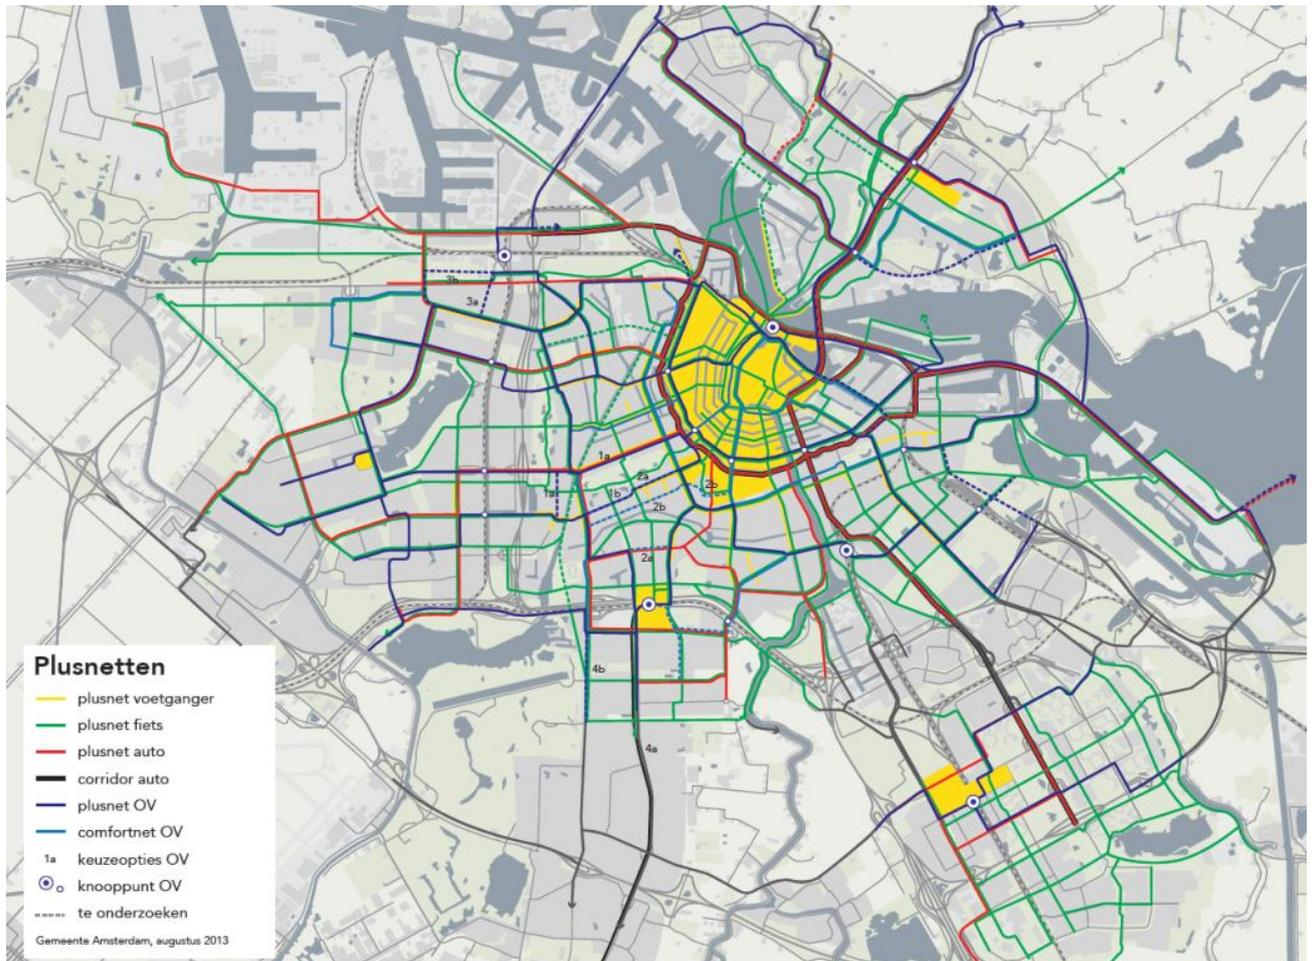 3b
3a
1a
2a
1a
1b
2b
2b
2a
4b
4a
Plusnetten
plusnet voetganger
plusnet fiets
plusnet auto
corridor auto
plusnet OV
comfortnet OV
1a keuzeopties OV
knooppunt OV
te onderzoeken
Gemeente Amsterdam, augustus 2013